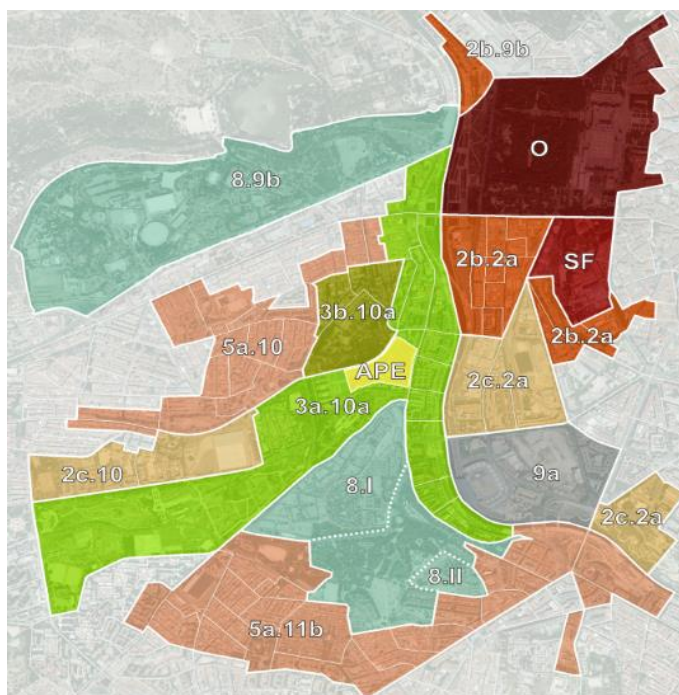 2b.9b
O
8.9b
2b.2a
SF
3b.10a
2b.2a
5a.10
APE
2c.2a
3a.10a
2c.10
8.I
9a
2c.2a
8.II
5a.11b